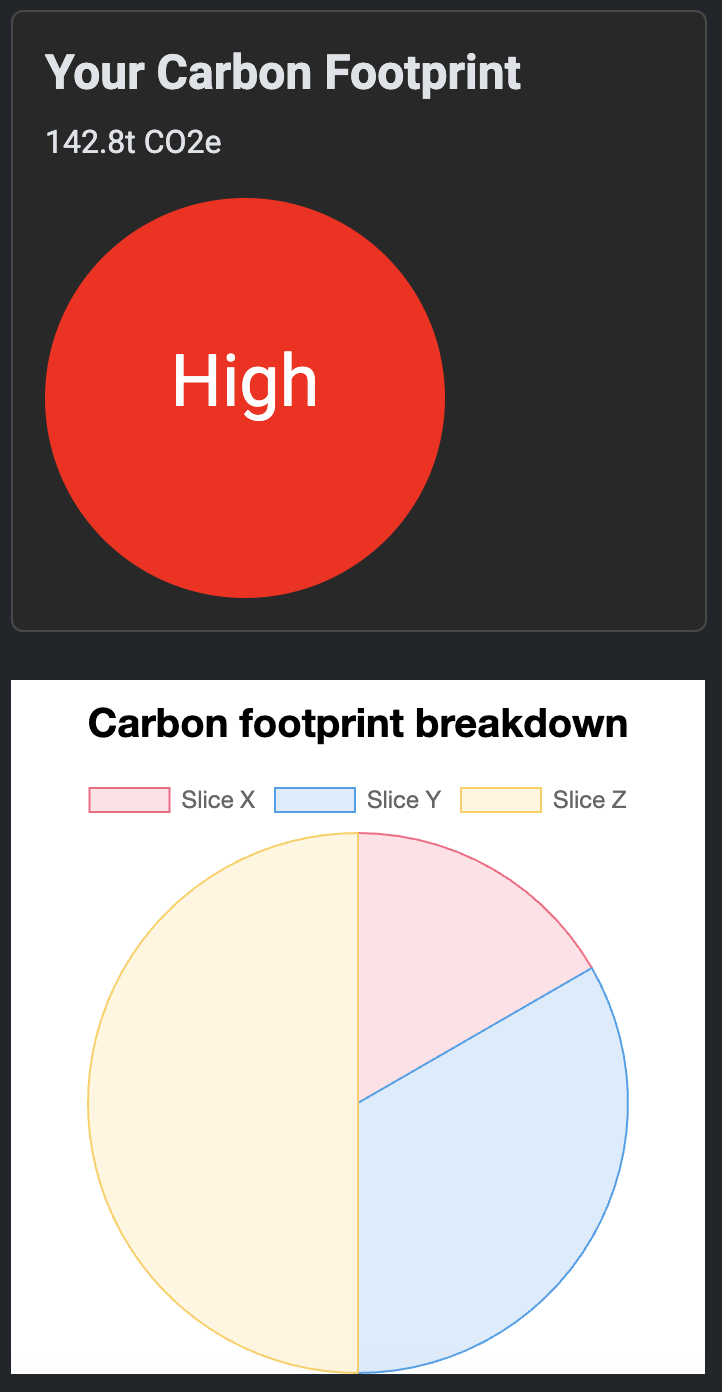 Your Carbon Footprint
142.8t CO2e
High
Carbon footprint breakdown
Slice X Slice Y Slice Z